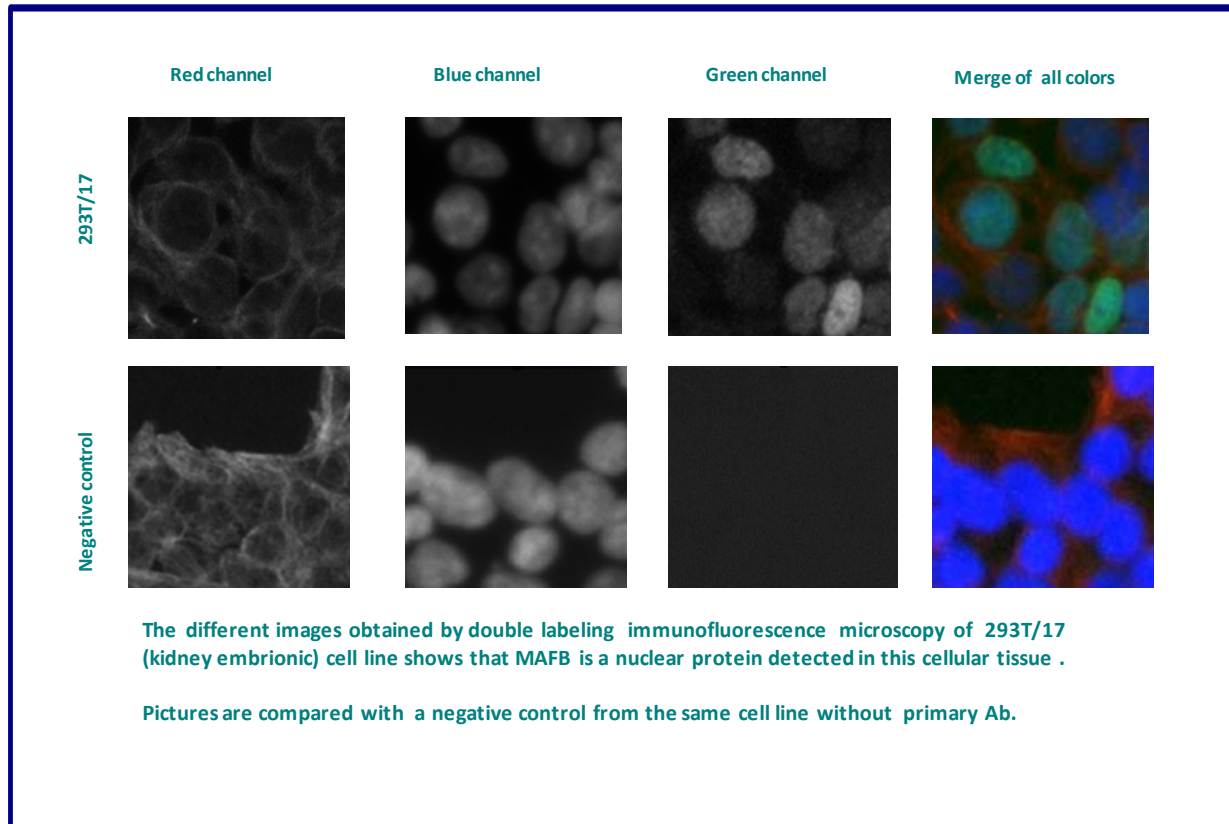 Red channel
Blue channel
Green channel
Merge of all colors
293T/17
Negative control
The different images obtained by double labeling immunofluorescence microscopy of 293T/17
(kidney embrionic) cell line shows that MAFB is a nuclear protein detected in this cellular tissue .
Pictures are compared with a negative control from the same cell line without primary Ab.